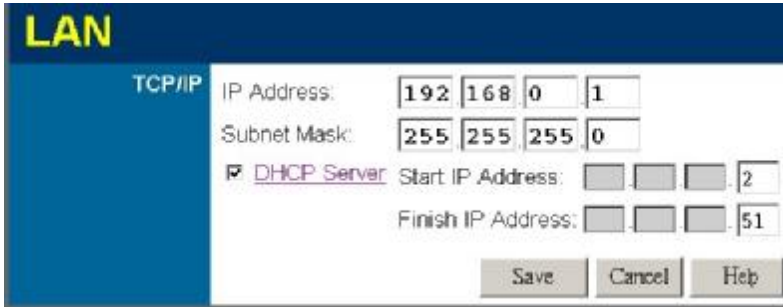 LAN
TCP/IP
IP Address: 192.168.0.1
Subnet Mask: 255.255.255.0
DHCP Server Start IP Address: . . . 2
Finish IP Address: . . . 51
Save Cancel Help